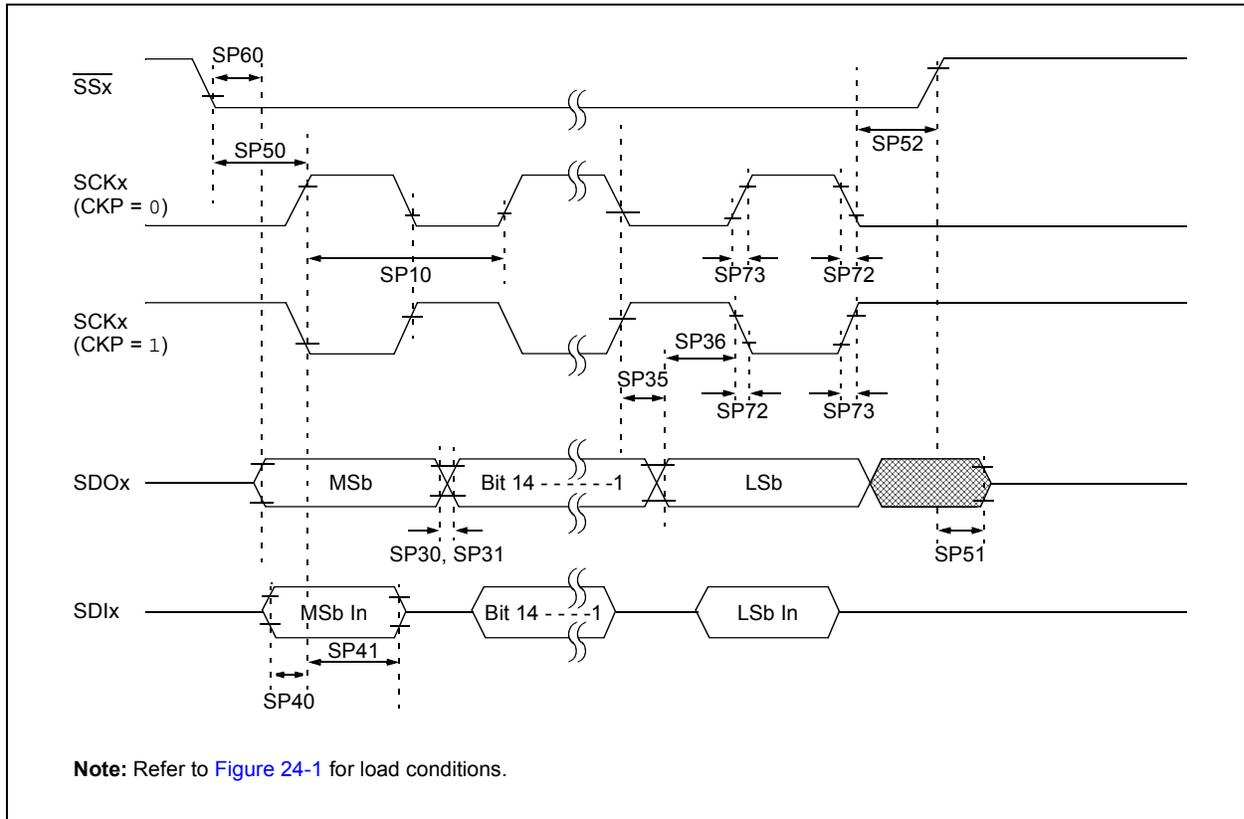 SP60
SSx
SP50
SP52
SCKx
(CKP = 0)
SP10
SP73
SP72
SCKx
(CKP = 1)
SP36
SP35
SP72
SP73
SDOx
MSb
Bit 14 - - - - - -1
LSb
SP30, SP31
SP51
SDIx
MSb In
Bit 14 - - - -1
LSb In
SP41
SP40
Note: Refer to Figure 24-1 for load conditions.